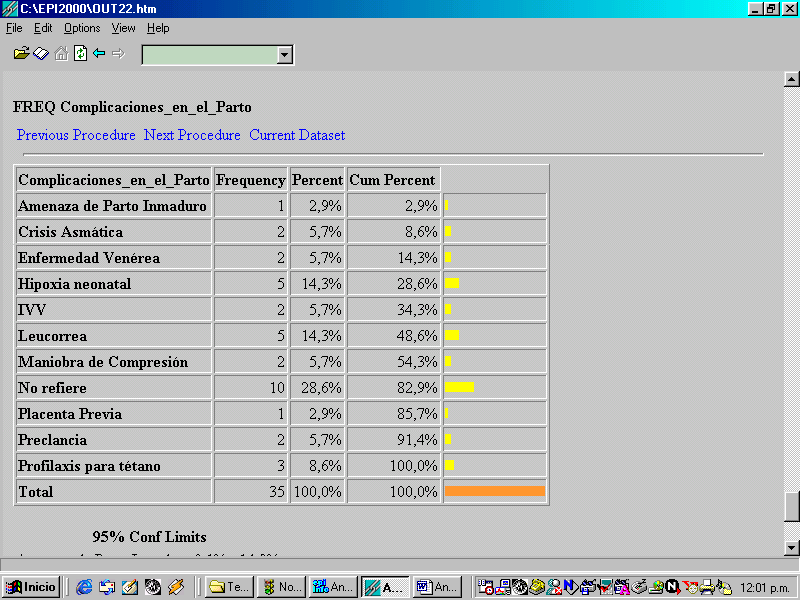 C:\EPI2000\OUT22.htm
File Edit Options View Help
FREQ Complicaciones_en_el_Parto
Previous Procedure Next Procedure Current Dataset
Complicaciones_en_el_Parto Frequency Percent Cum Percent
Amenaza de Parto Inmaduro 1 2,9% 2,9%
Crisis Asmática 2 5,7% 8,6%
Enfermedad Venérea 2 5,7% 14,3%
Hipoxia neonatal 5 14,3% 28,6%
IVV 2 5,7% 34,3%
Leucorrea 5 14,3% 48,6%
Maniobra de Compresión 2 5,7% 54,3%
No refiere 10 28,6% 82,9%
Placenta Previa 1 2,9% 85,7%
Preclancia 2 5,7% 91,4%
Profilaxis para tétano 3 8,6% 100,0%
Total 35 100,0% 100,0%
95% Conf Limits
Inicio Te... No... An... A... An... 12:01 p.m.